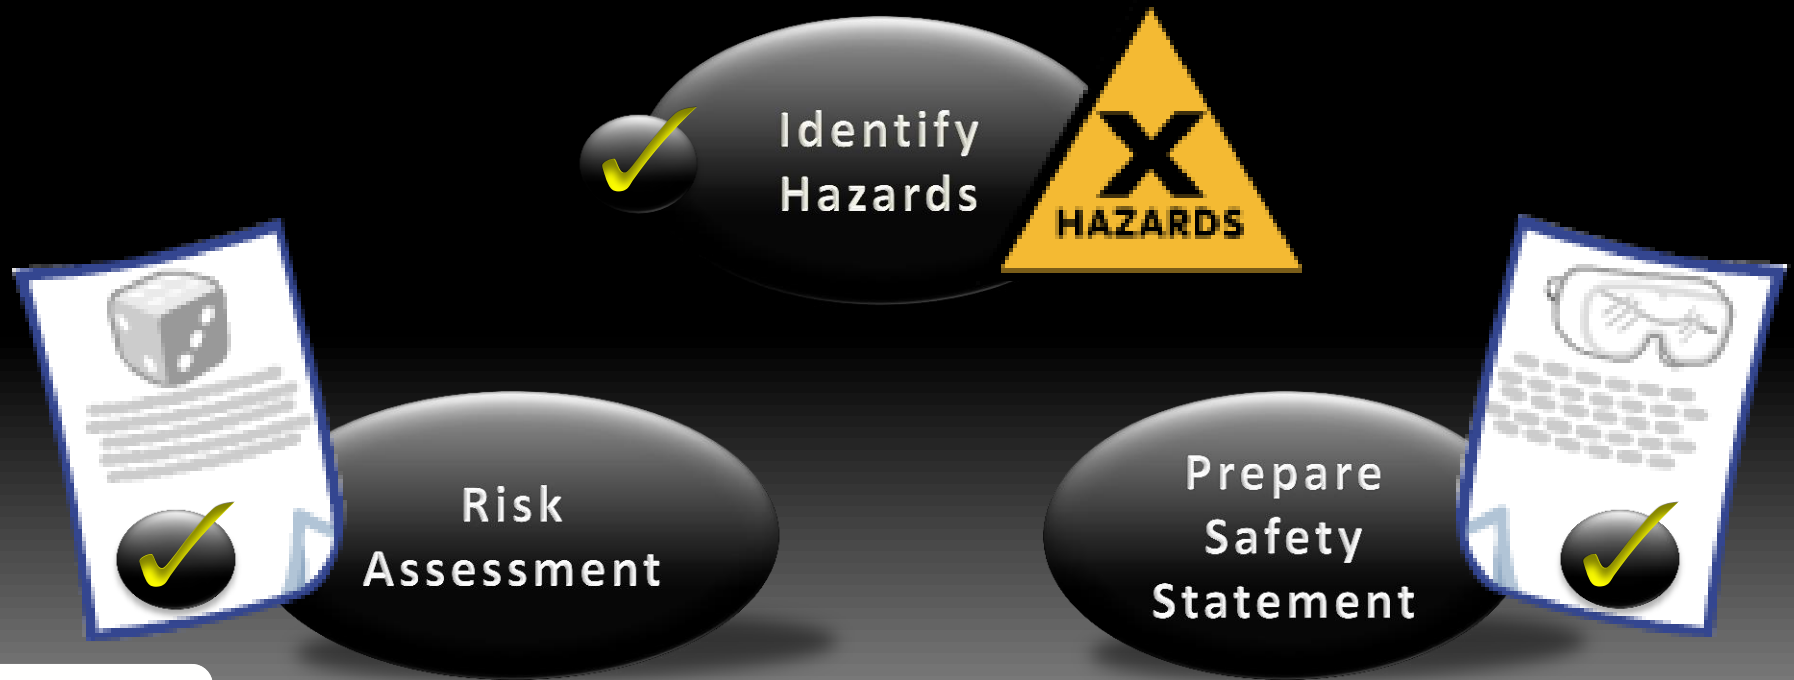 Identify
Hazards
X
HAZARDS
Risk
Assessment
Prepare
Safety
Statement